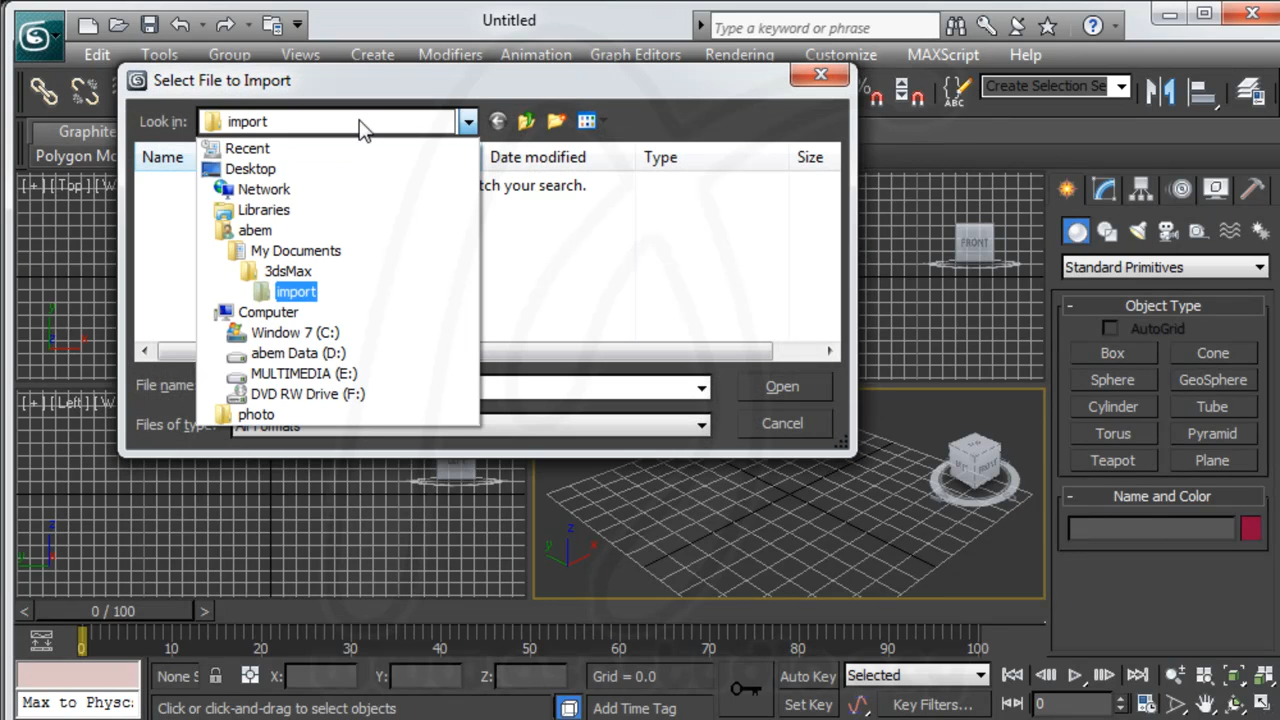 Untitled
Type a keyword or phrase
Edit Tools Group Views Create Modifiers Animation Graph Editors Rendering Customize MAXScript Help
Select File to Import
Create Selection Se
ABC
Look in: import
Graphite
Polygon Mo
Name Date modified Type Size
tch your search.
Recent
Desktop
Network
Libraries
abem
My Documents
3dsMax
import
Computer
Window 7 (C:)
abem Data (D:)
MULTIMEDIA (E:)
DVD RW Drive (F:)
photo
File name
Open
Files of type:
All Formats
Cancel
[ + ] [ Top ] [ W
[ + ] [ Left ] [ W
FRONT
Standard Primitives
Object Type
AutoGrid
Box Cone
Sphere GeoSphere
Cylinder Tube
Torus Pyramid
Teapot Plane
Name and Color
z
y
x
0 / 100
0 10 20 30 40 50 60 70 80 90 100
None S X: Y: Z: Grid = 0.0 Auto Key Selected
Max to Physc: Click or click-and-drag to select objects Add Time Tag Set Key Key Filters... 0